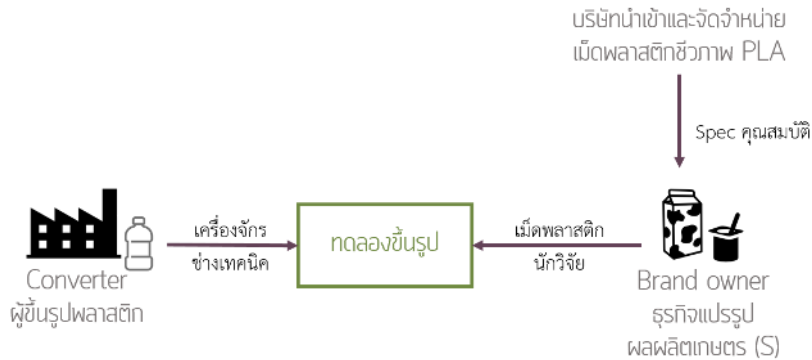 บริษัทนำเข้าและจัดจำหน่าย
เม็ดพลาสติกชีวภาพ PLA
Spec คุณสมบัติ
เครื่องจักร
ช่างเทคนิค
ทดลองขึ้นรูป
เม็ดพลาสติก
นักวิจัย
Converter
ผู้ขึ้นรูปพลาสติก
Brand owner
ธุรกิจแปรรูป
ผลผลิตเกษตร (S)